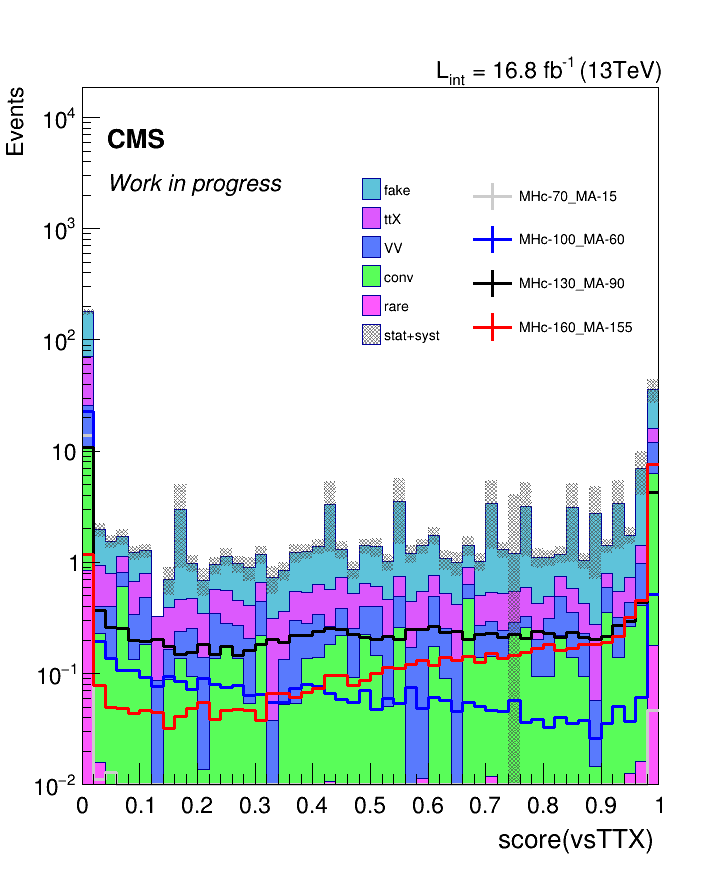 L_int = 16.8 fb^-1 (13TeV)
Events
CMS
Work in progress
fake
ttX
VV
conv
rare
stat+syst
MHc-70_MA-15
MHc-100_MA-60
MHc-130_MA-90
MHc-160_MA-155
10^4
10^3
10^2
10
1
10^-1
10^-2
0 0.1 0.2 0.3 0.4 0.5 0.6 0.7 0.8 0.9 1
score(vsTTX)